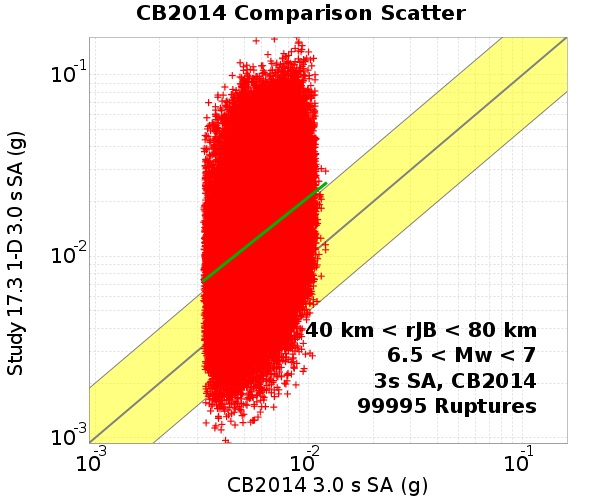 CB2014 Comparison Scatter
Study 17.3 1-D 3.0 s SA (g)
10-1
10-2
10-3
40 km < rJB < 80 km
6.5 < Mw < 7
3s SA, CB2014
99995 Ruptures
10-3 10-2 10-1
CB2014 3.0 s SA (g)